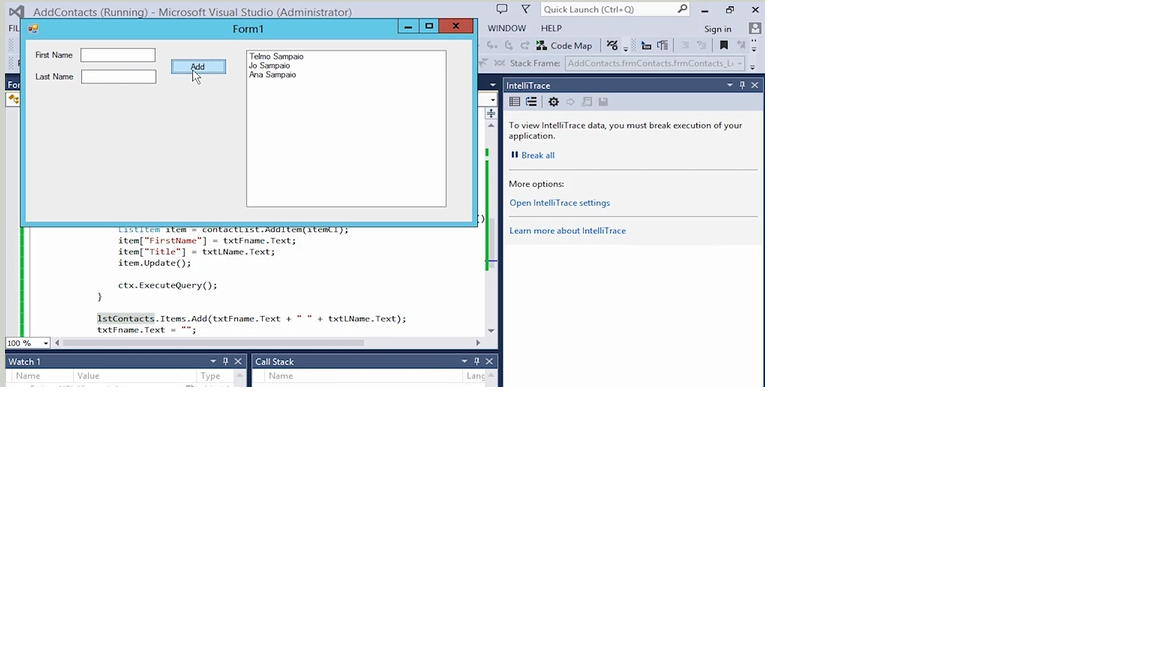 AddContacts (Running) - Microsoft Visual Studio (Administrator)
Quick Launch (Ctrl+Q)
Form1
WINDOW HELP
Sign in
Code Map
Stack Frame: AddContacts.frmContacts.frmContacts_L
First Name
Last Name
Add
Telmo Sampaio
Jo Sampaio
Ana Sampaio
IntelliTrace
To view IntelliTrace data, you must break execution of your
application.
Break all
More options:
Open IntelliTrace settings
Learn more about IntelliTrace
ListItem item = contactList.AddItem(itemCI);
item["FirstName"] = txtFname.Text;
item["Title"] = txtLName.Text;
item.Update();
ctx.ExecuteQuery();
}
lstContacts.Items.Add(txtFname.Text + " " + txtLName.Text);
txtFname.Text = "";
100 %
Watch 1
Call Stack
Name Value Type
Name Lang